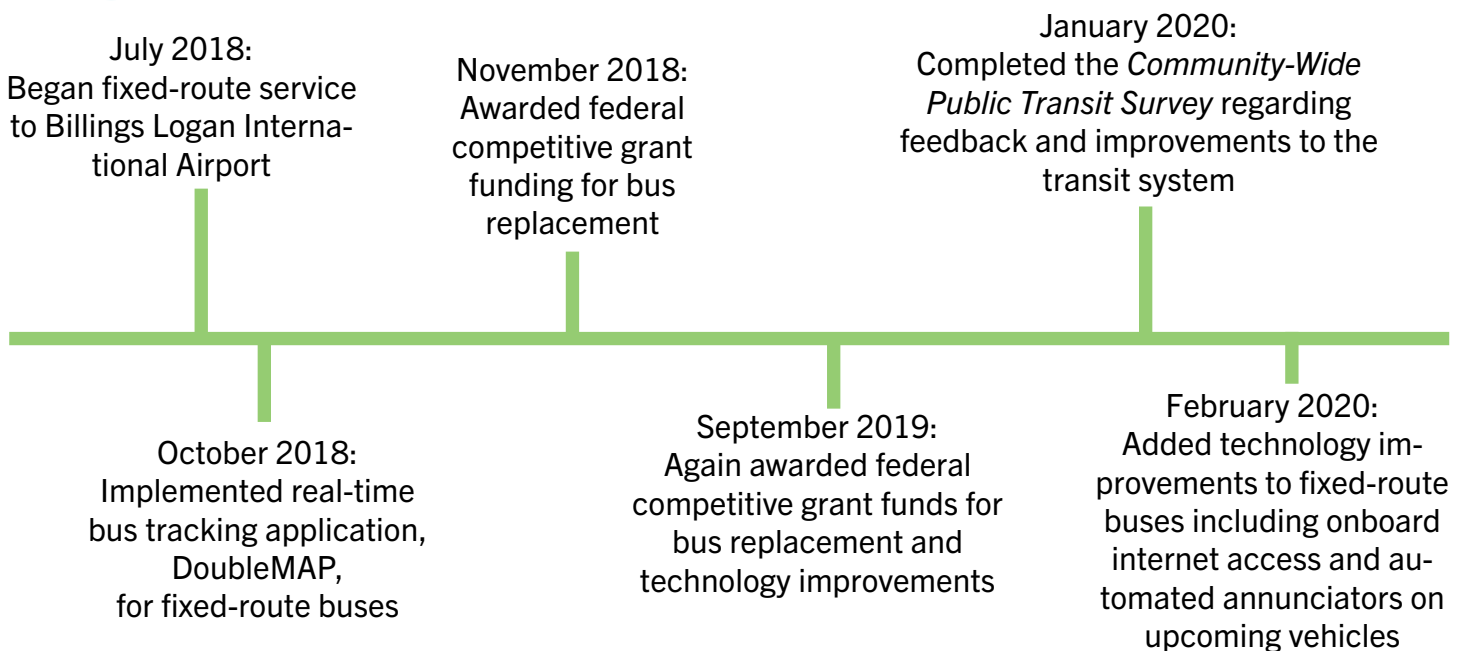 July 2018:
Began fixed-route service
to Billings Logan Interna-
tional Airport
October 2018:
Implemented real-time
bus tracking application,
DoubleMAP,
for fixed-route buses
November 2018:
Awarded federal
competitive grant
funding for bus
replacement
September 2019:
Again awarded federal
competitive grant funds for
bus replacement and
technology improvements
January 2020:
Completed the Community-Wide
Public Transit Survey regarding
feedback and improvements to the
transit system
February 2020:
Added technology im-
provements to fixed-route
buses including onboard
internet access and au-
tomated annunciators on
upcoming vehicles